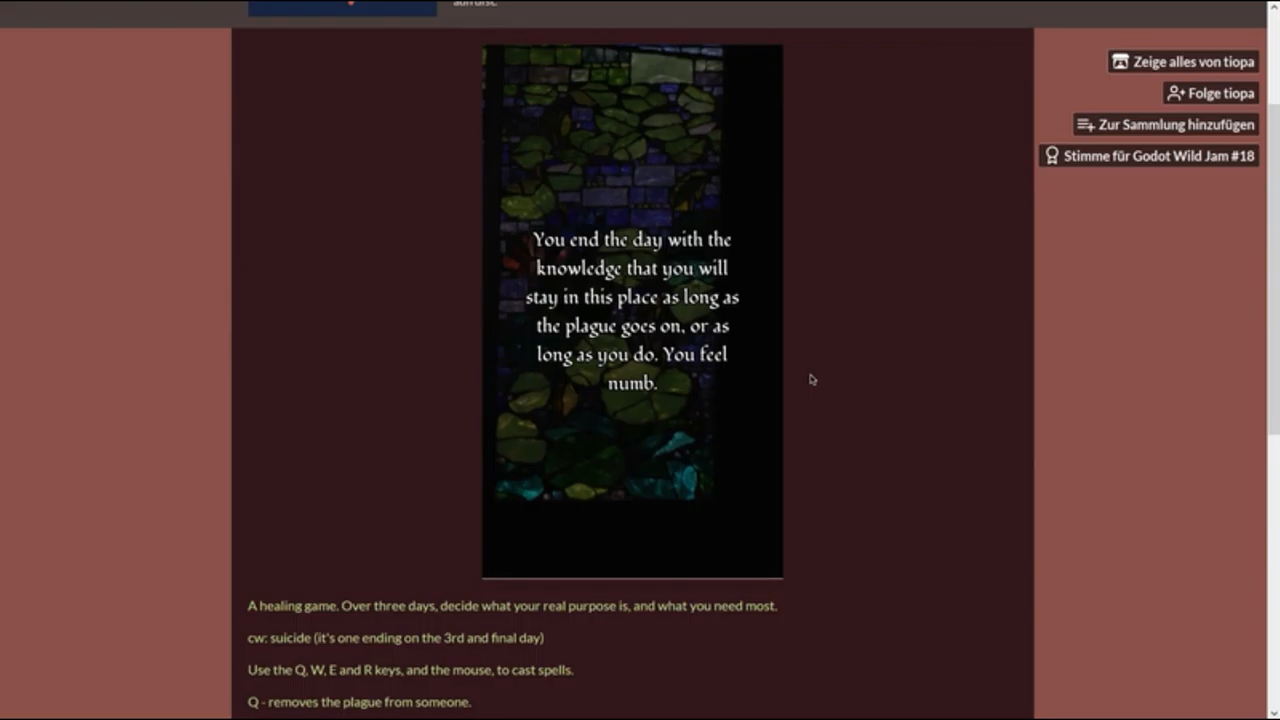 Zeige alles von tiopa
Folge tiopa
Zur Sammlung hinzufügen
Stimme für Godot Wild Jam #18
You end the day with the
knowledge that you will
stay in this place as long as
the plague goes on, or as
long as you do. You feel
numb.
A healing game. Over three days, decide what your real purpose is, and what you need most.
cw: suicide (it's one ending on the 3rd and final day)
Use the Q, W, E and R keys, and the mouse, to cast spells.
Q - removes the plague from someone.